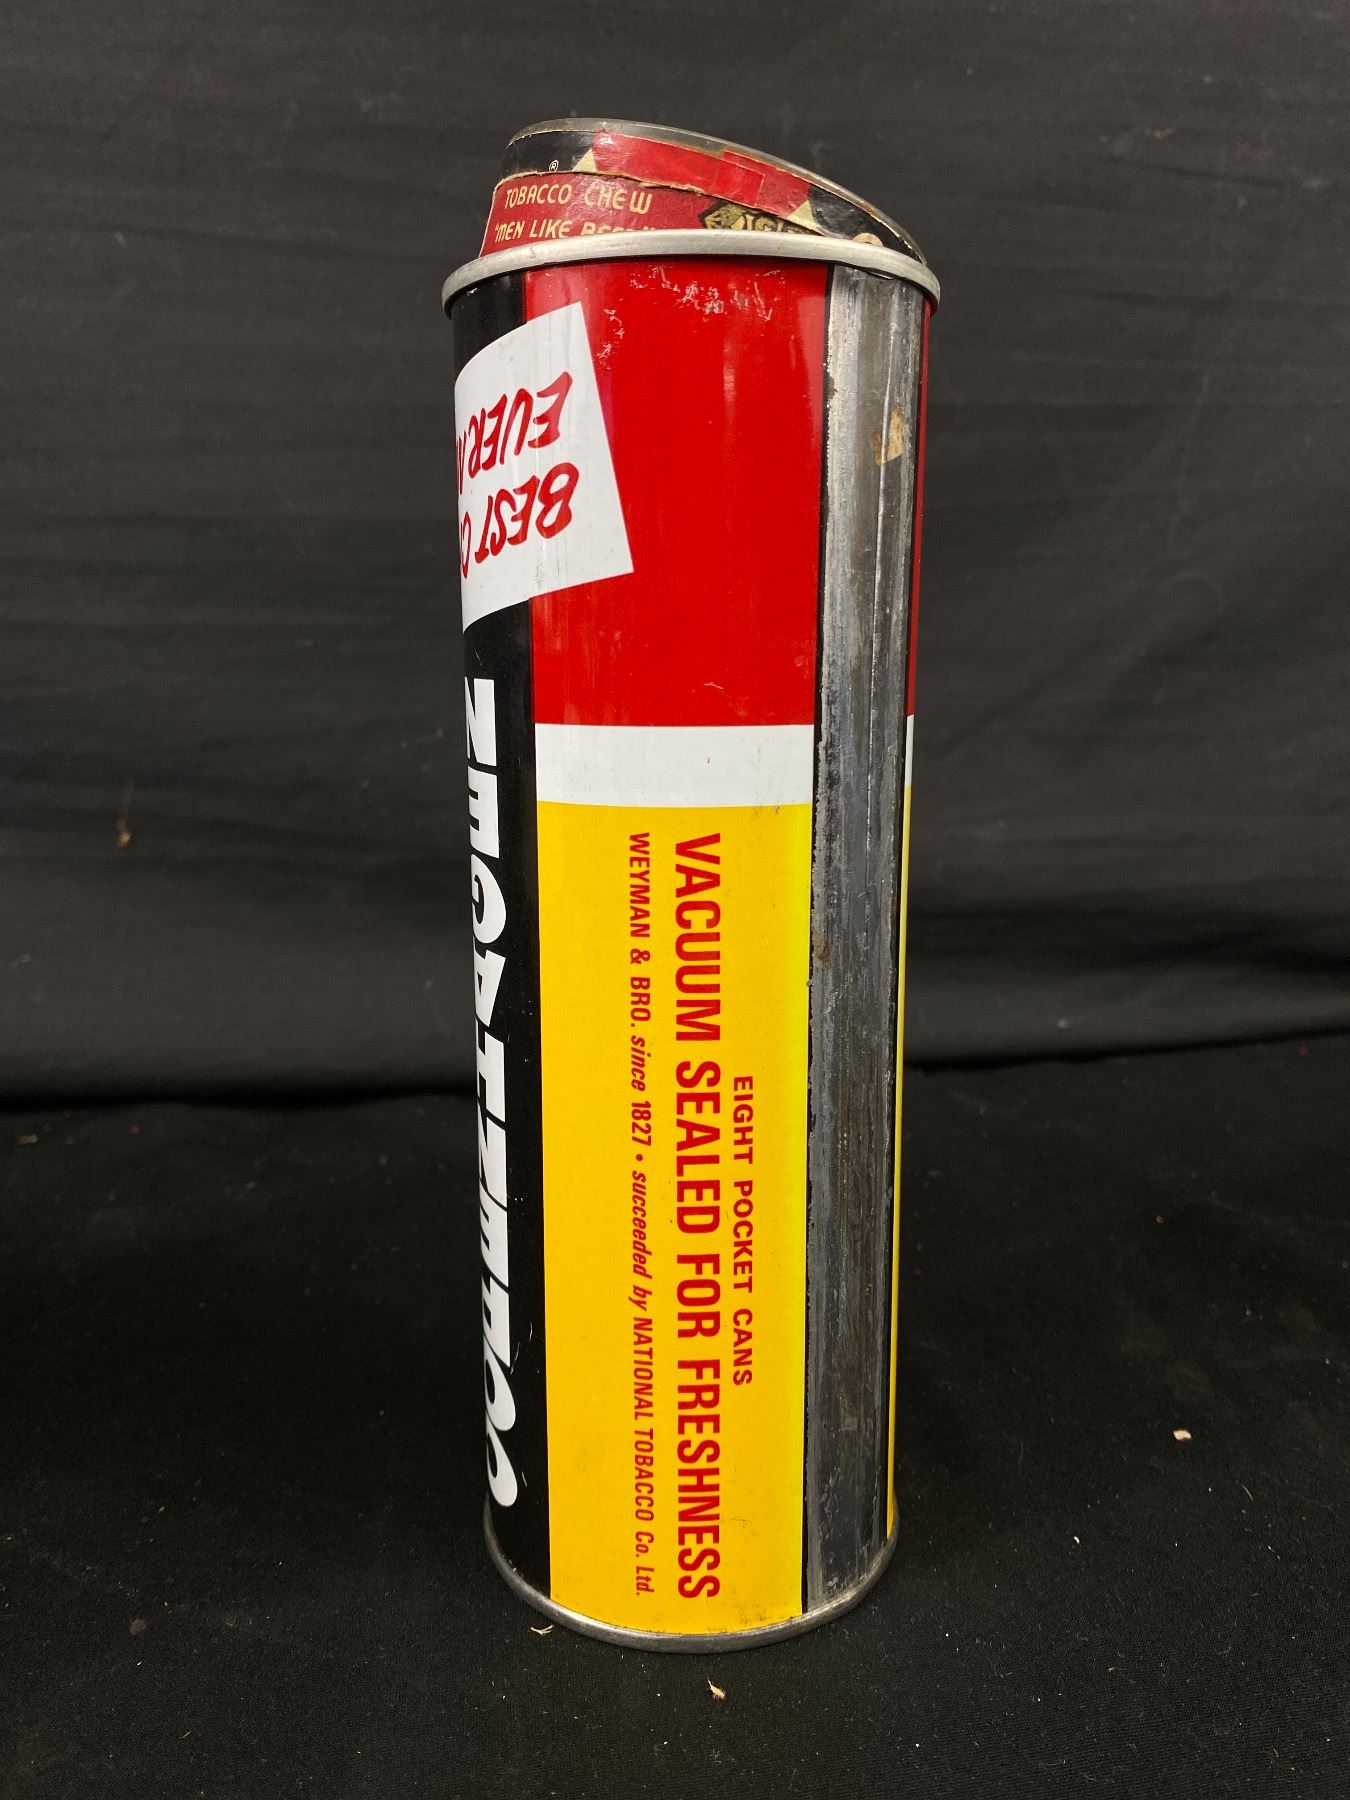 ®
TOBACCO CHEW
"MEN LIKE
BEST
COPENHAGEN
EIGHT POCKET CANS
VACUUM SEALED FOR FRESHNESS
WEYMAN & BRO. since 1827 • succeeded by NATIONAL TOBACCO Co. Ltd.